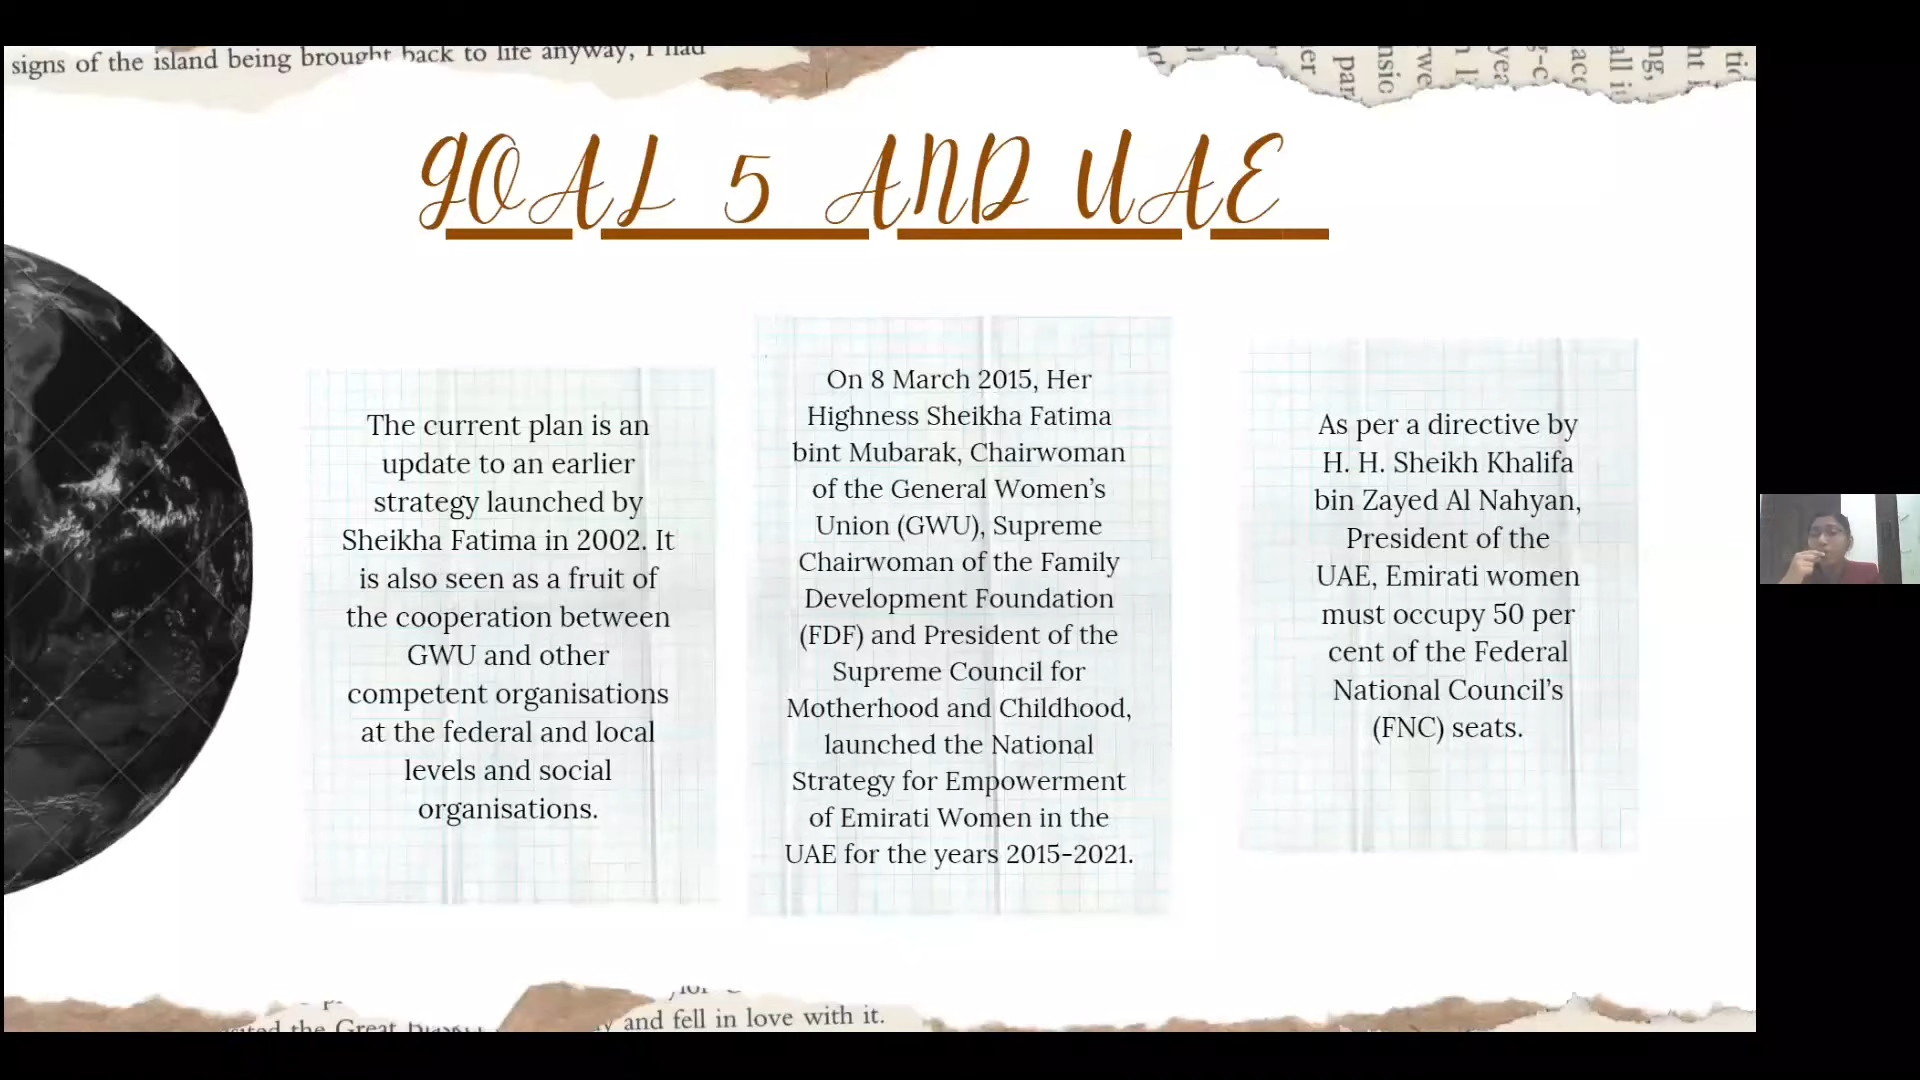 signs of the island being brought back to life anyway, I had
GOAL 5 AND UAE
The current plan is an
update to an earlier
strategy launched by
Sheikha Fatima in 2002. It
is also seen as a fruit of
the cooperation between
GWU and other
competent organisations
at the federal and local
levels and social
organisations.
On 8 March 2015, Her
Highness Sheikha Fatima
bint Mubarak, Chairwoman
of the General Women’s
Union (GWU), Supreme
Chairwoman of the Family
Development Foundation
(FDF) and President of the
Supreme Council for
Motherhood and Childhood,
launched the National
Strategy for Empowerment
of Emirati Women in the
UAE for the years 2015-2021.
As per a directive by
H. H. Sheikh Khalifa
bin Zayed Al Nahyan,
President of the
UAE, Emirati women
must occupy 50 per
cent of the Federal
National Council’s
(FNC) seats.
the Great
and fell in love with it.